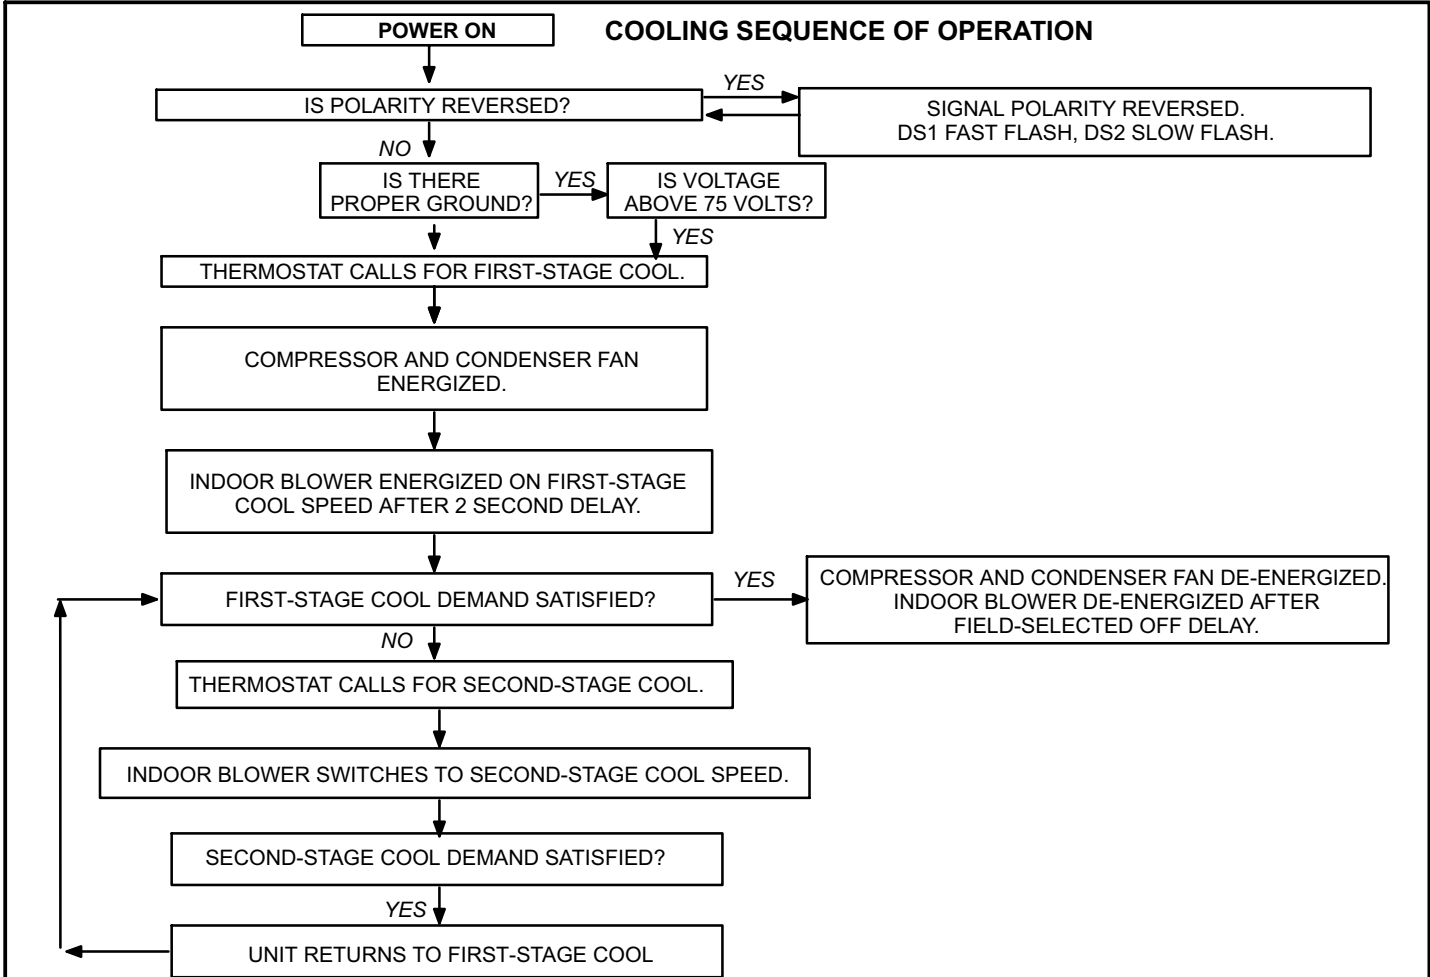 POWER ON
COOLING SEQUENCE OF OPERATION
IS POLARITY REVERSED?
YES
SIGNAL POLARITY REVERSED.
DS1 FAST FLASH, DS2 SLOW FLASH.
NO
IS THERE
PROPER GROUND?
YES
IS VOLTAGE
ABOVE 75 VOLTS?
YES
THERMOSTAT CALLS FOR FIRST-STAGE COOL.
COMPRESSOR AND CONDENSER FAN
ENERGIZED.
INDOOR BLOWER ENERGIZED ON FIRST-STAGE
COOL SPEED AFTER 2 SECOND DELAY.
FIRST-STAGE COOL DEMAND SATISFIED?
YES
COMPRESSOR AND CONDENSER FAN DE-ENERGIZED.
INDOOR BLOWER DE-ENERGIZED AFTER
FIELD-SELECTED OFF DELAY.
NO
THERMOSTAT CALLS FOR SECOND-STAGE COOL.
INDOOR BLOWER SWITCHES TO SECOND-STAGE COOL SPEED.
SECOND-STAGE COOL DEMAND SATISFIED?
YES
UNIT RETURNS TO FIRST-STAGE COOL